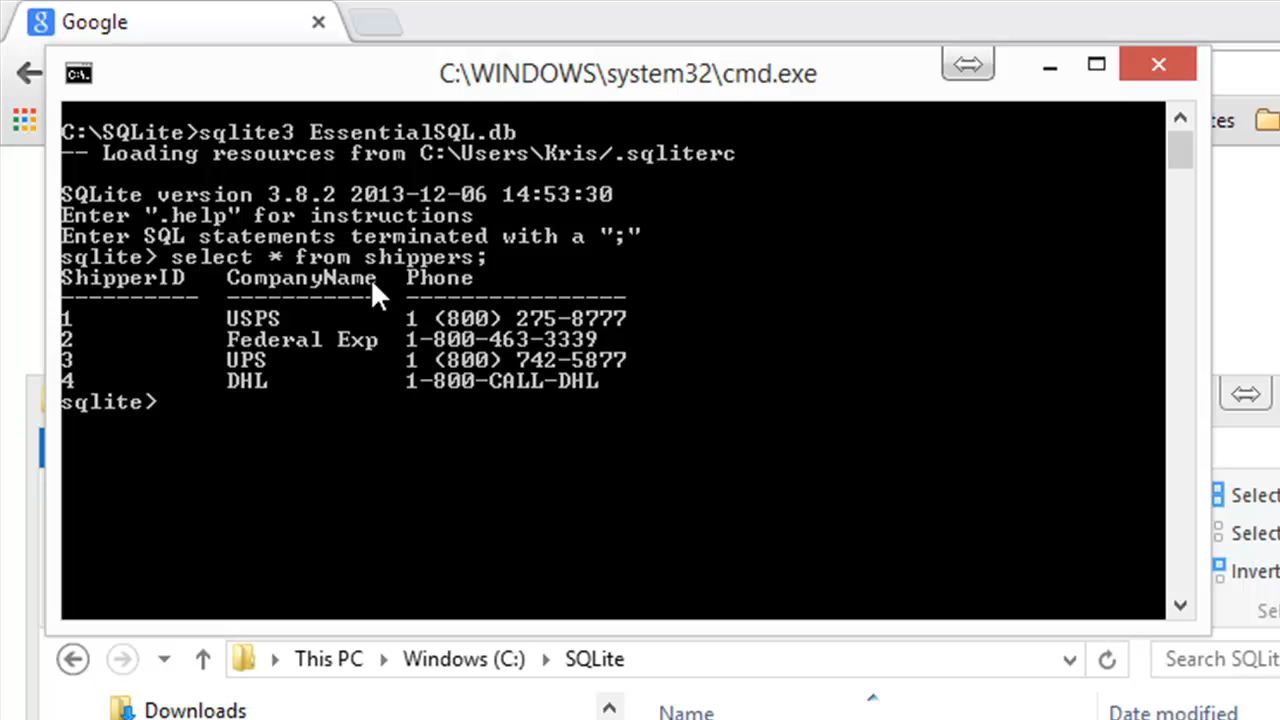 Google
C:\WINDOWS\system32\cmd.exe
C:\SQLite>sqlite3 EssentialSQL.db
-- Loading resources from C:\Users\Kris/.sqliterc
SQLite version 3.8.2 2013-12-06 14:53:30
Enter ".help" for instructions
Enter SQL statements terminated with a ";"
sqlite> select * from shippers;
ShipperID CompanyName Phone
---------- ----------- ----------------
1 USPS 1 (800) 275-8777
2 Federal Exp 1-800-463-3339
3 UPS 1 (800) 742-5877
4 DHL 1-800-CALL-DHL
sqlite>
Select
Select
Invert
This PC Windows (C:) SQLite Search SQLit
Downloads Name Date modified